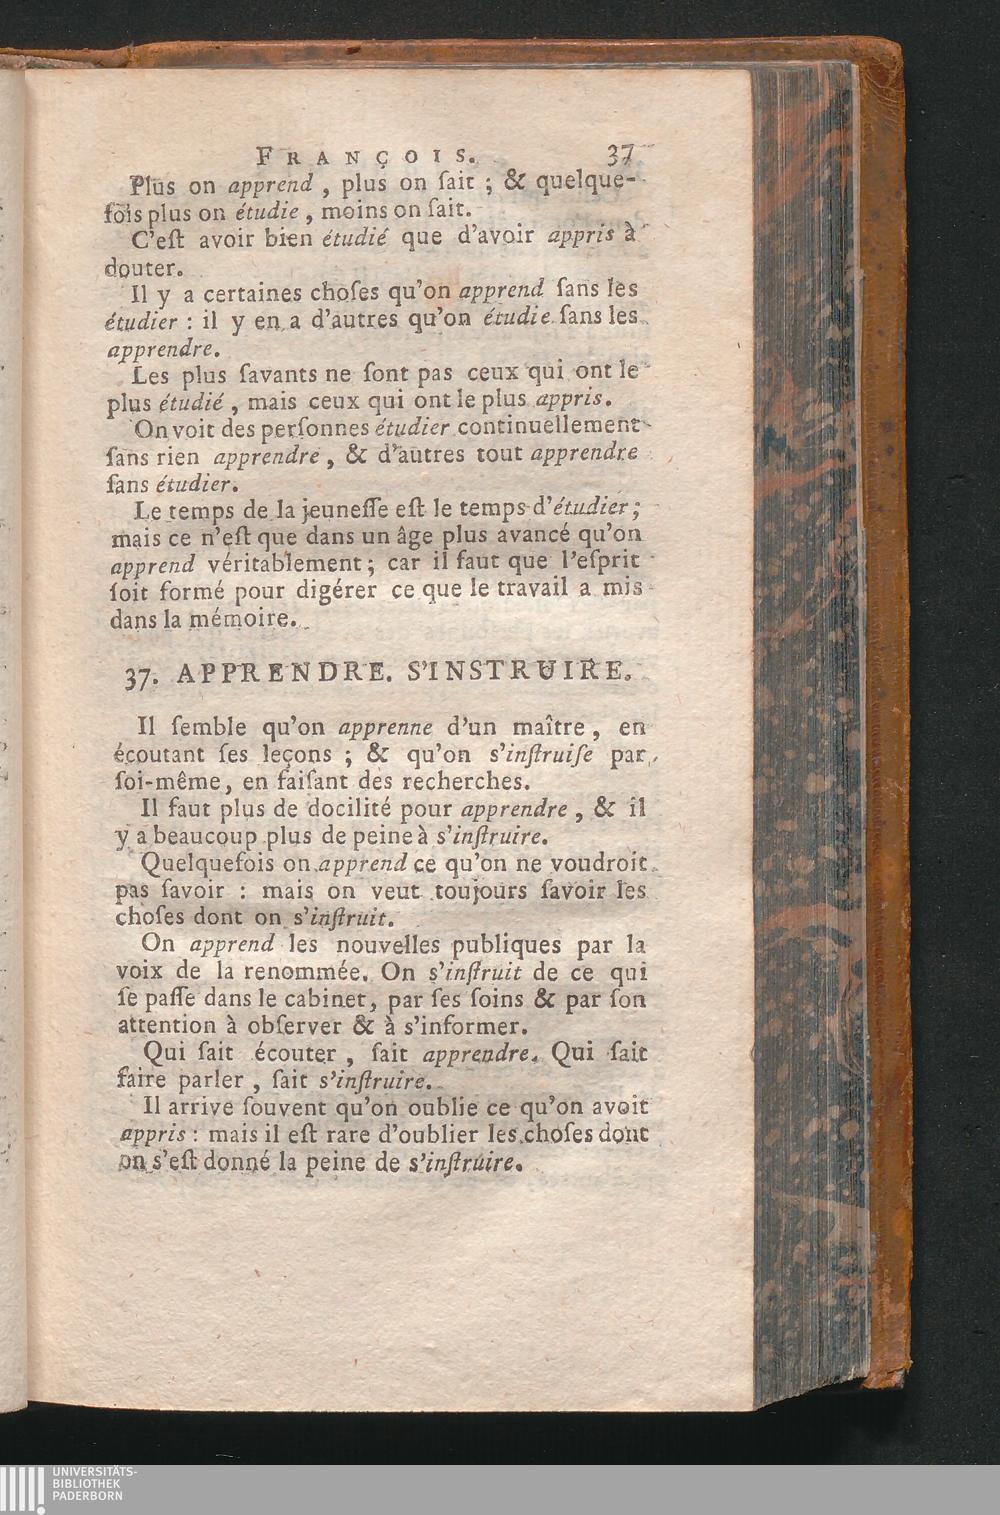 FRANÇOIS. 37
Plus on apprend , plus on ſait ; & quelque-
fois plus on étudie , moins on ſait.
C'eſt avoir bien étudié que d'avoir appris à
douter.
Il y a certaines choſes qu'on apprend ſans les
étudier : il y en a d'autres qu'on étudie ſans les
apprendre.
Les plus ſavants ne ſont pas ceux qui ont le
plus étudié , mais ceux qui ont le plus appris.
On voit des perſonnes étudier continuellement
ſans rien apprendre , & d'autres tout apprendre
ſans étudier.
Le temps de la jeuneſſe eſt le temps d'étudier ;
mais ce n'eſt que dans un âge plus avancé qu'on
apprend véritablement ; car il faut que l'eſprit
ſoit formé pour digérer ce que le travail a mis
dans la mémoire.
37. APPRENDRE. S'INSTRUIRE.
Il ſemble qu'on apprenne d'un maître , en
écoutant ſes leçons ; & qu'on s'inſtruiſe par
ſoi-même, en faiſant des recherches.
Il faut plus de docilité pour apprendre , & il
y a beaucoup plus de peine à s'inſtruire.
Quelquefois on apprend ce qu'on ne voudroit
pas ſavoir : mais on veut toujours ſavoir les
choſes dont on s'inſtruit.
On apprend les nouvelles publiques par la
voix de la renommée. On s'inſtruit de ce qui
ſe paſſe dans le cabinet, par ſes ſoins & par ſon
attention à obſerver & à s'informer.
Qui ſait écouter , ſait apprendre. Qui ſait
faire parler , ſait s'inſtruire.
Il arrive ſouvent qu'on oublie ce qu'on avoit
appris : mais il eſt rare d'oublier les choſes dont
on s'eſt donné la peine de s'inſtruire.
UNIVERSITÄTS-
BIBLIOTHEK
PADERBORN